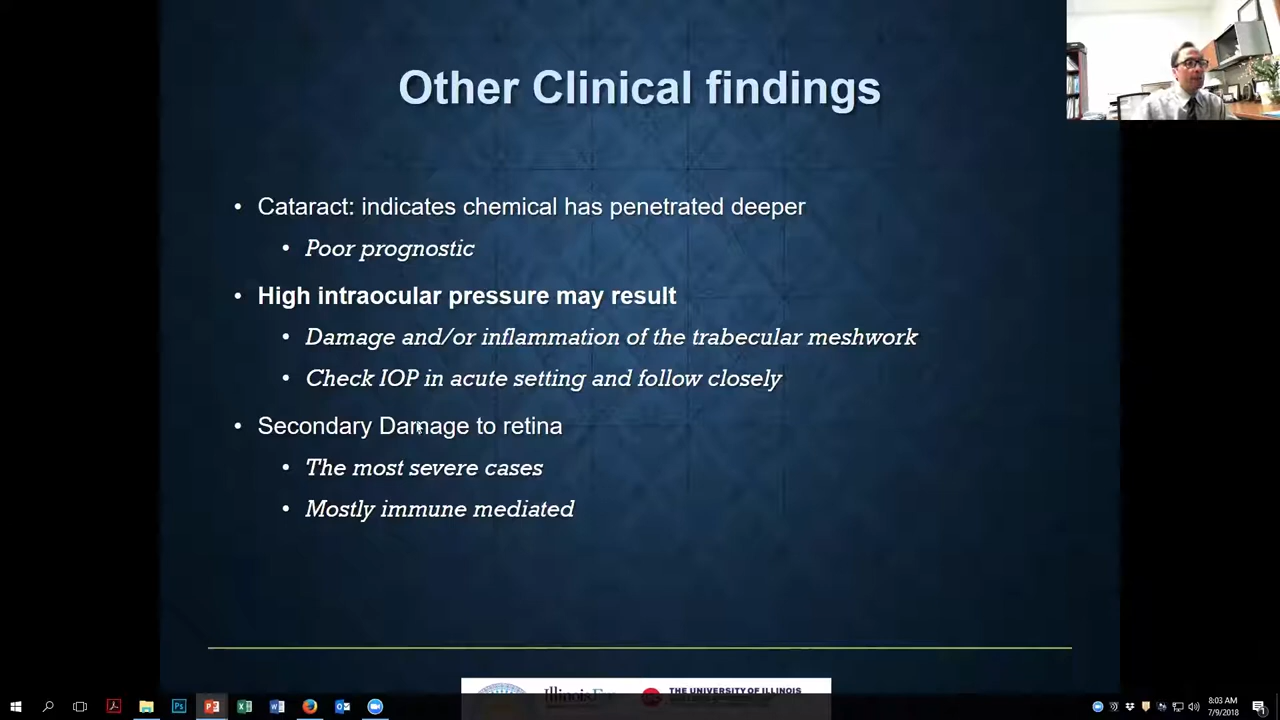 Other Clinical findings
• Cataract: indicates chemical has penetrated deeper
• Poor prognostic
• High intraocular pressure may result
• Damage and/or inflammation of the trabecular meshwork
• Check IOP in acute setting and follow closely
• Secondary Damage to retina
• The most severe cases
• Mostly immune mediated
THE UNIVERSITY OF ILLINOIS
8:03 AM
7/9/2018